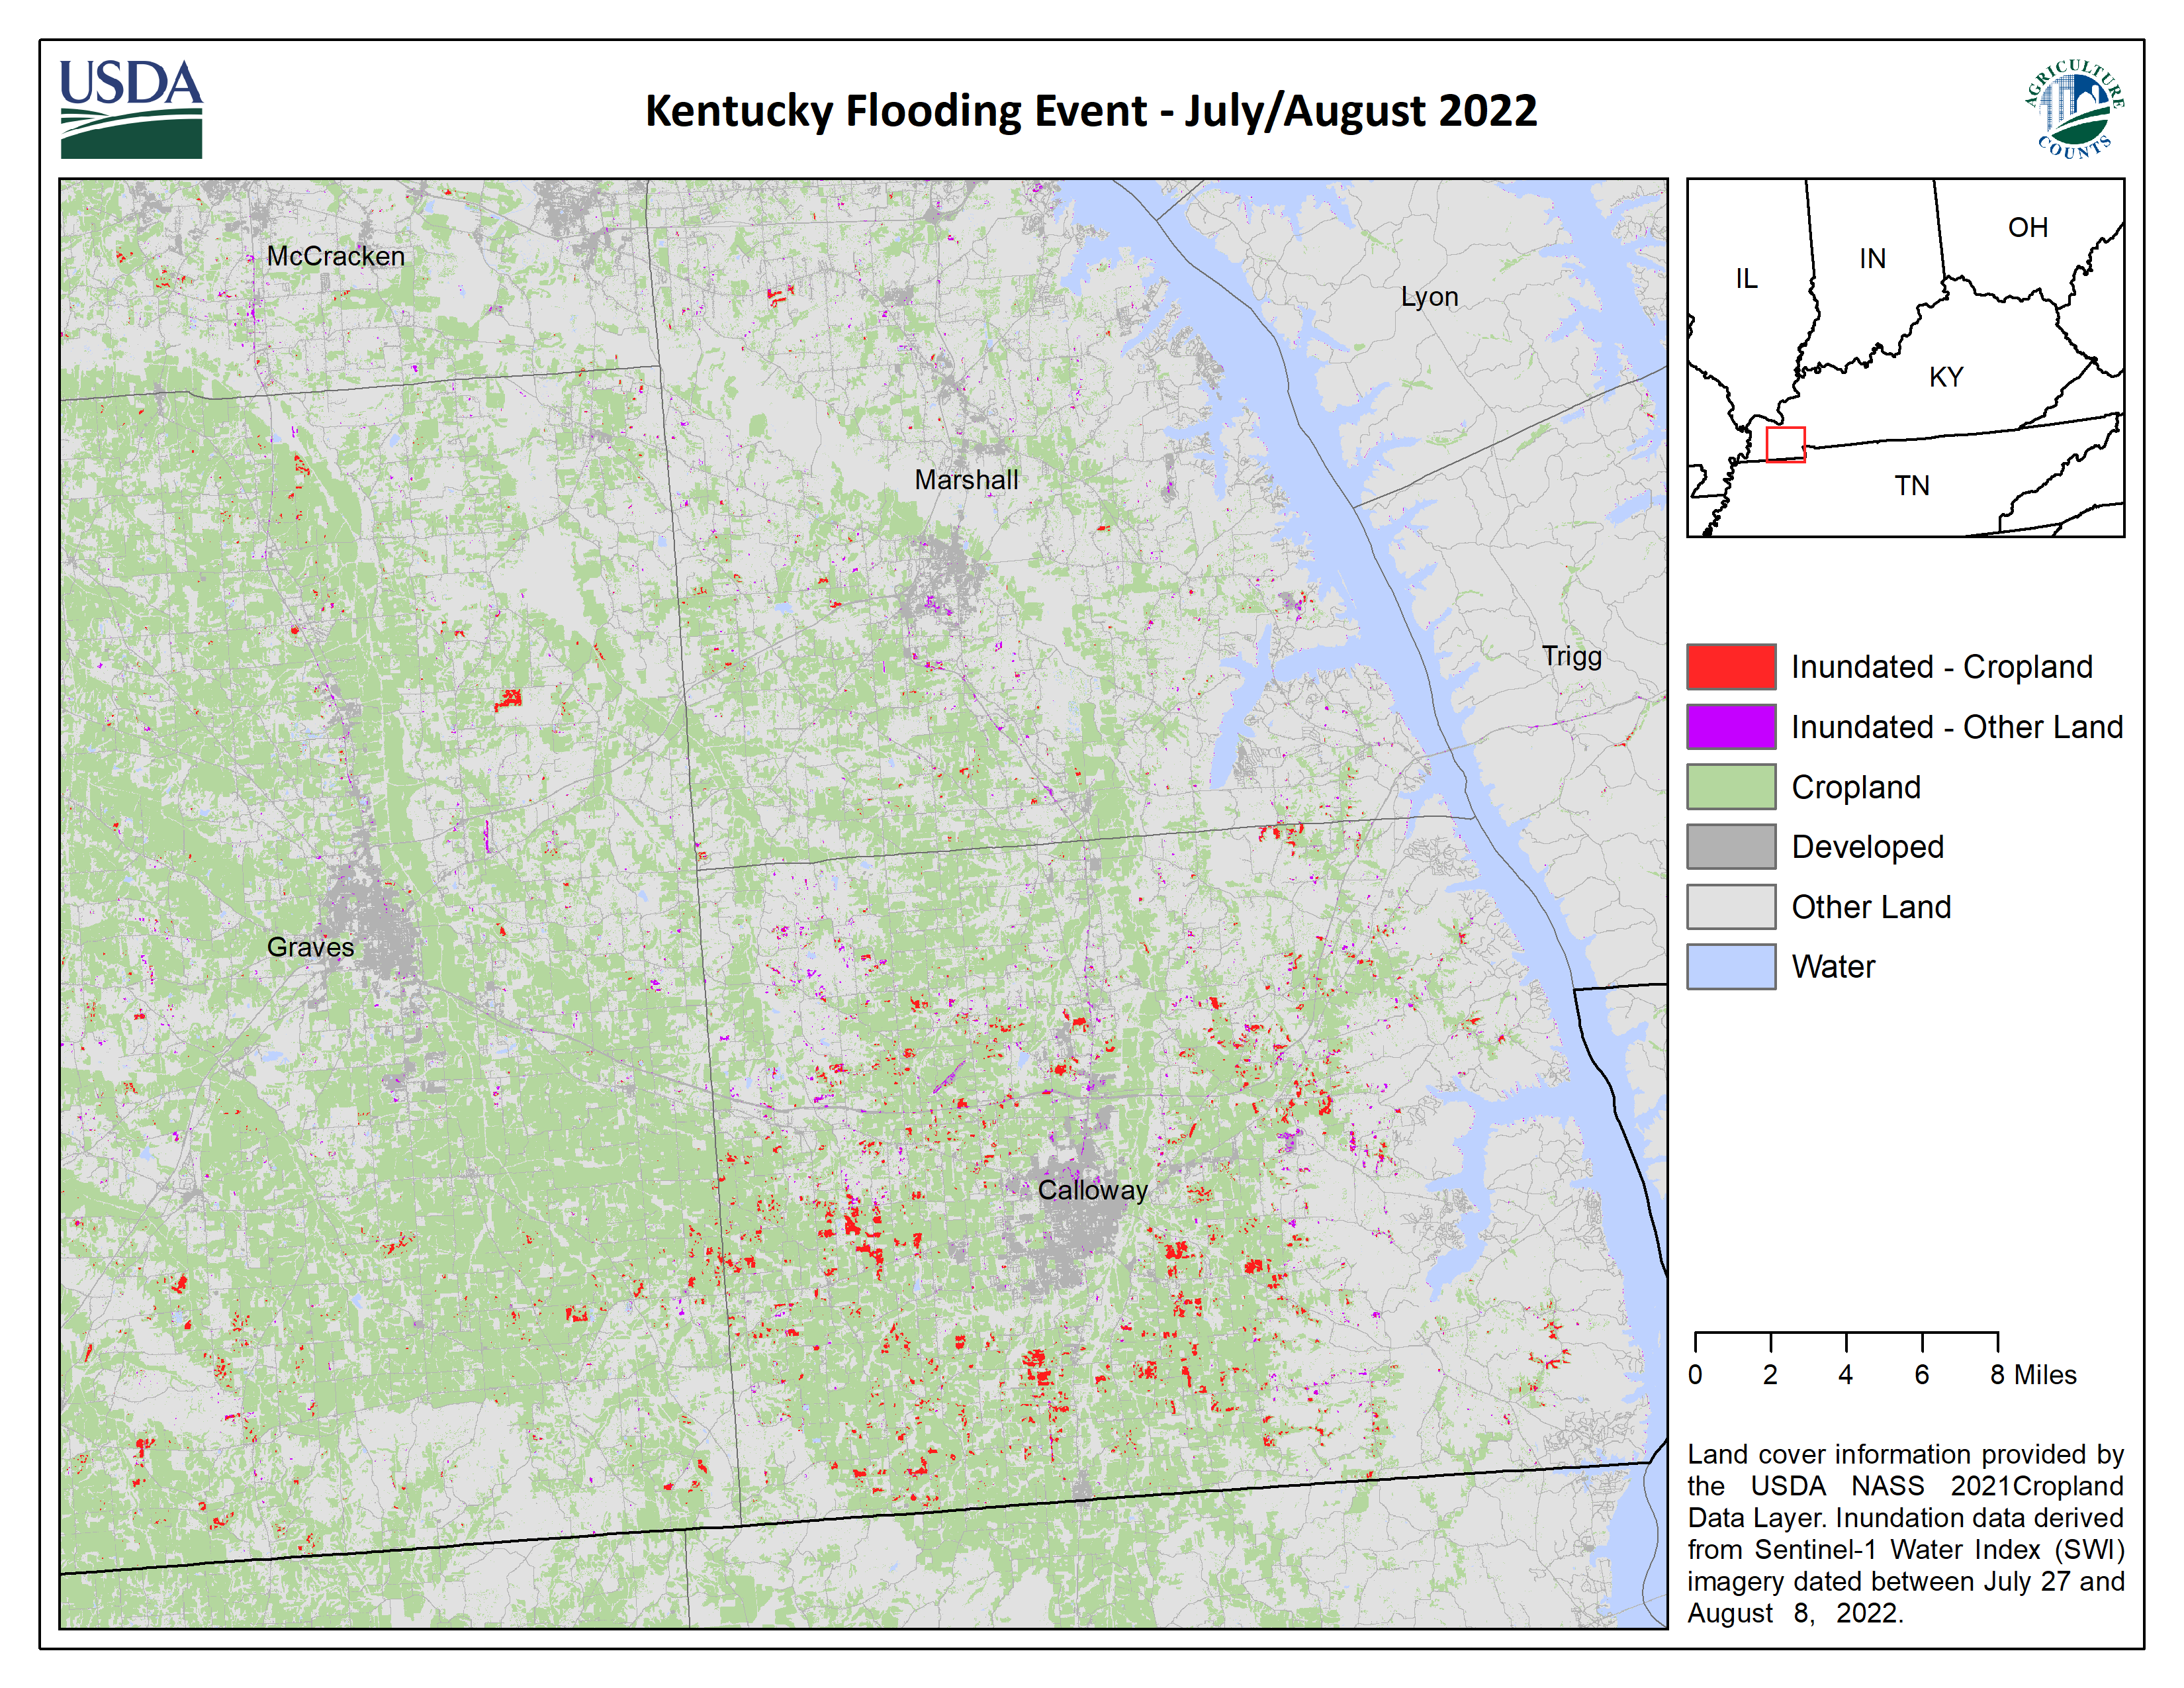 USDA
Kentucky Flooding Event - July/August 2022
AGRICULTURE
COUNTS
McCracken
Lyon
Marshall
Trigg
Graves
Calloway
OH
IN
IL
KY
TN
Inundated - Cropland
Inundated - Other Land
Cropland
Developed
Other Land
Water
0 2 4 6 8 Miles
Land cover information provided by
the USDA NASS 2021Cropland
Data Layer. Inundation data derived
from Sentinel-1 Water Index (SWI)
imagery dated between July 27 and
August 8, 2022.